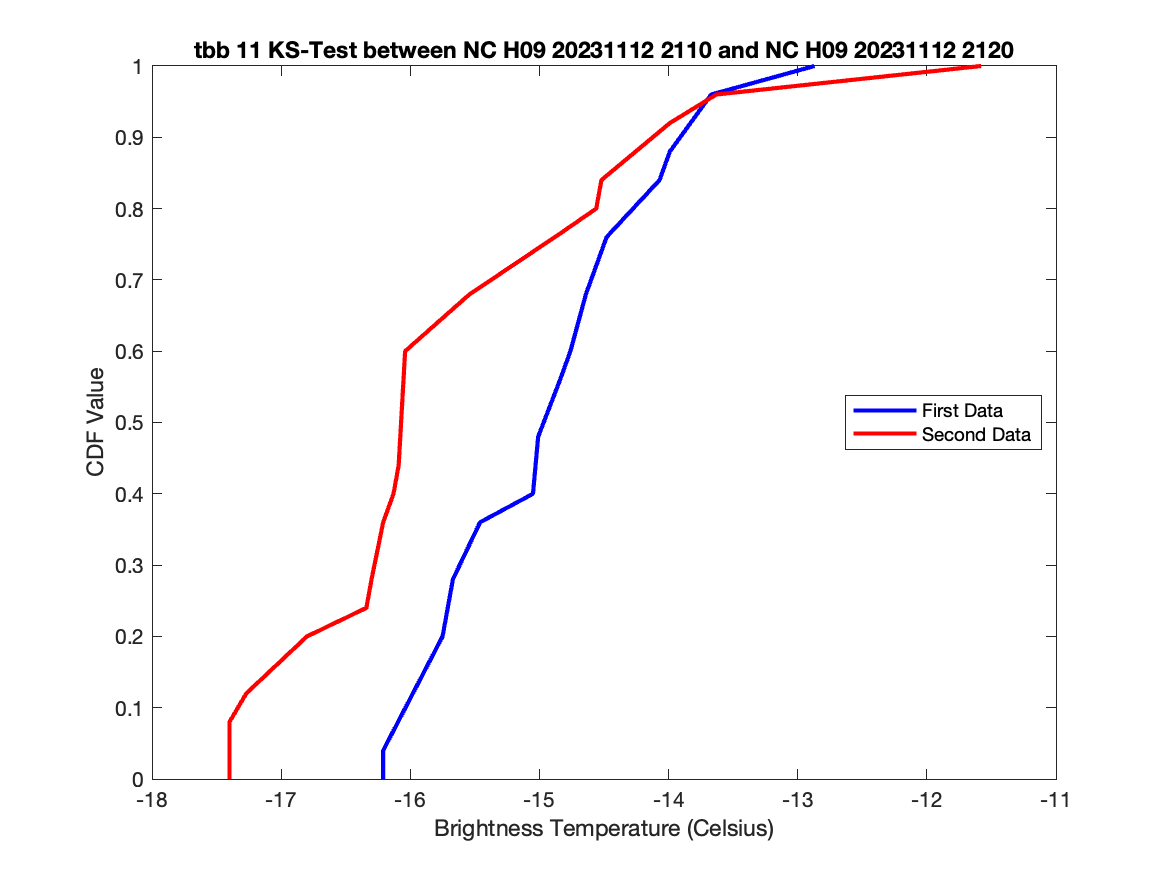 tbb 11 KS-Test between NC H09 20231112 2110 and NC H09 20231112 2120
1
0.9
0.8
0.7
0.6
0.5
0.4
0.3
0.2
0.1
0
CDF Value
First Data
Second Data
-18 -17 -16 -15 -14 -13 -12 -11
Brightness Temperature (Celsius)